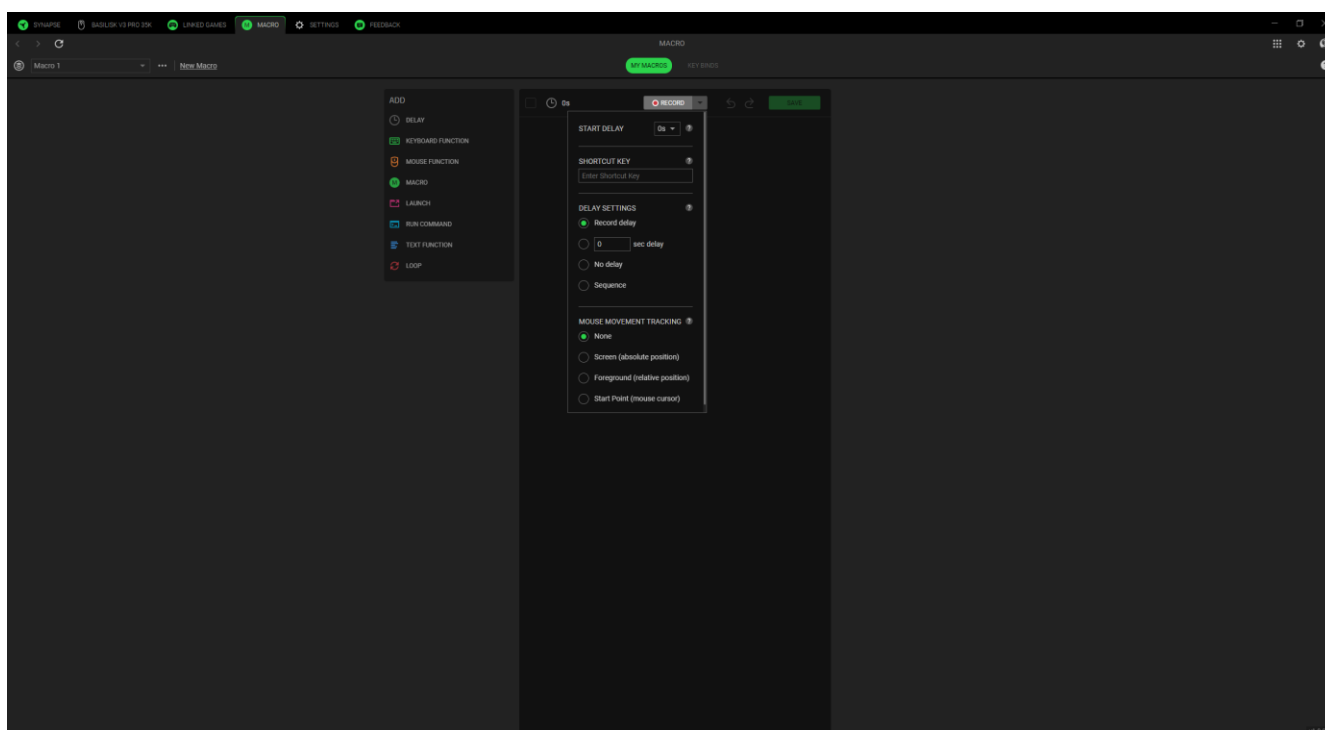 SYNAPSE BASILISK V3 PRO 35K LINKED GAMES MACRO SETTINGS FEEDBACK
MACRO
Macro 1 New Macro MY MACROS KEY BINDS
ADD
DELAY
KEYBOARD FUNCTION
MOUSE FUNCTION
MACRO
LAUNCH
RUN COMMAND
TEXT FUNCTION
LOOP
0s RECORD SAVE
START DELAY 0s
SHORTCUT KEY
Enter Shortcut Key
DELAY SETTINGS
Record delay
0 sec delay
No delay
Sequence
MOUSE MOVEMENT TRACKING
None
Screen (absolute position)
Foreground (relative position)
Start Point (mouse cursor)